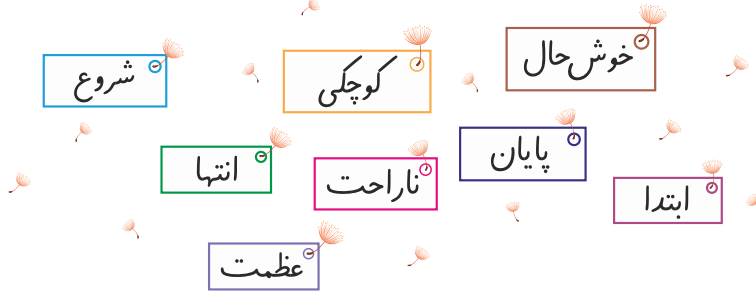 خوش‌حال
کوچکی
شروع
پایان
ناراحت
انتها
ابتدا
عظمت